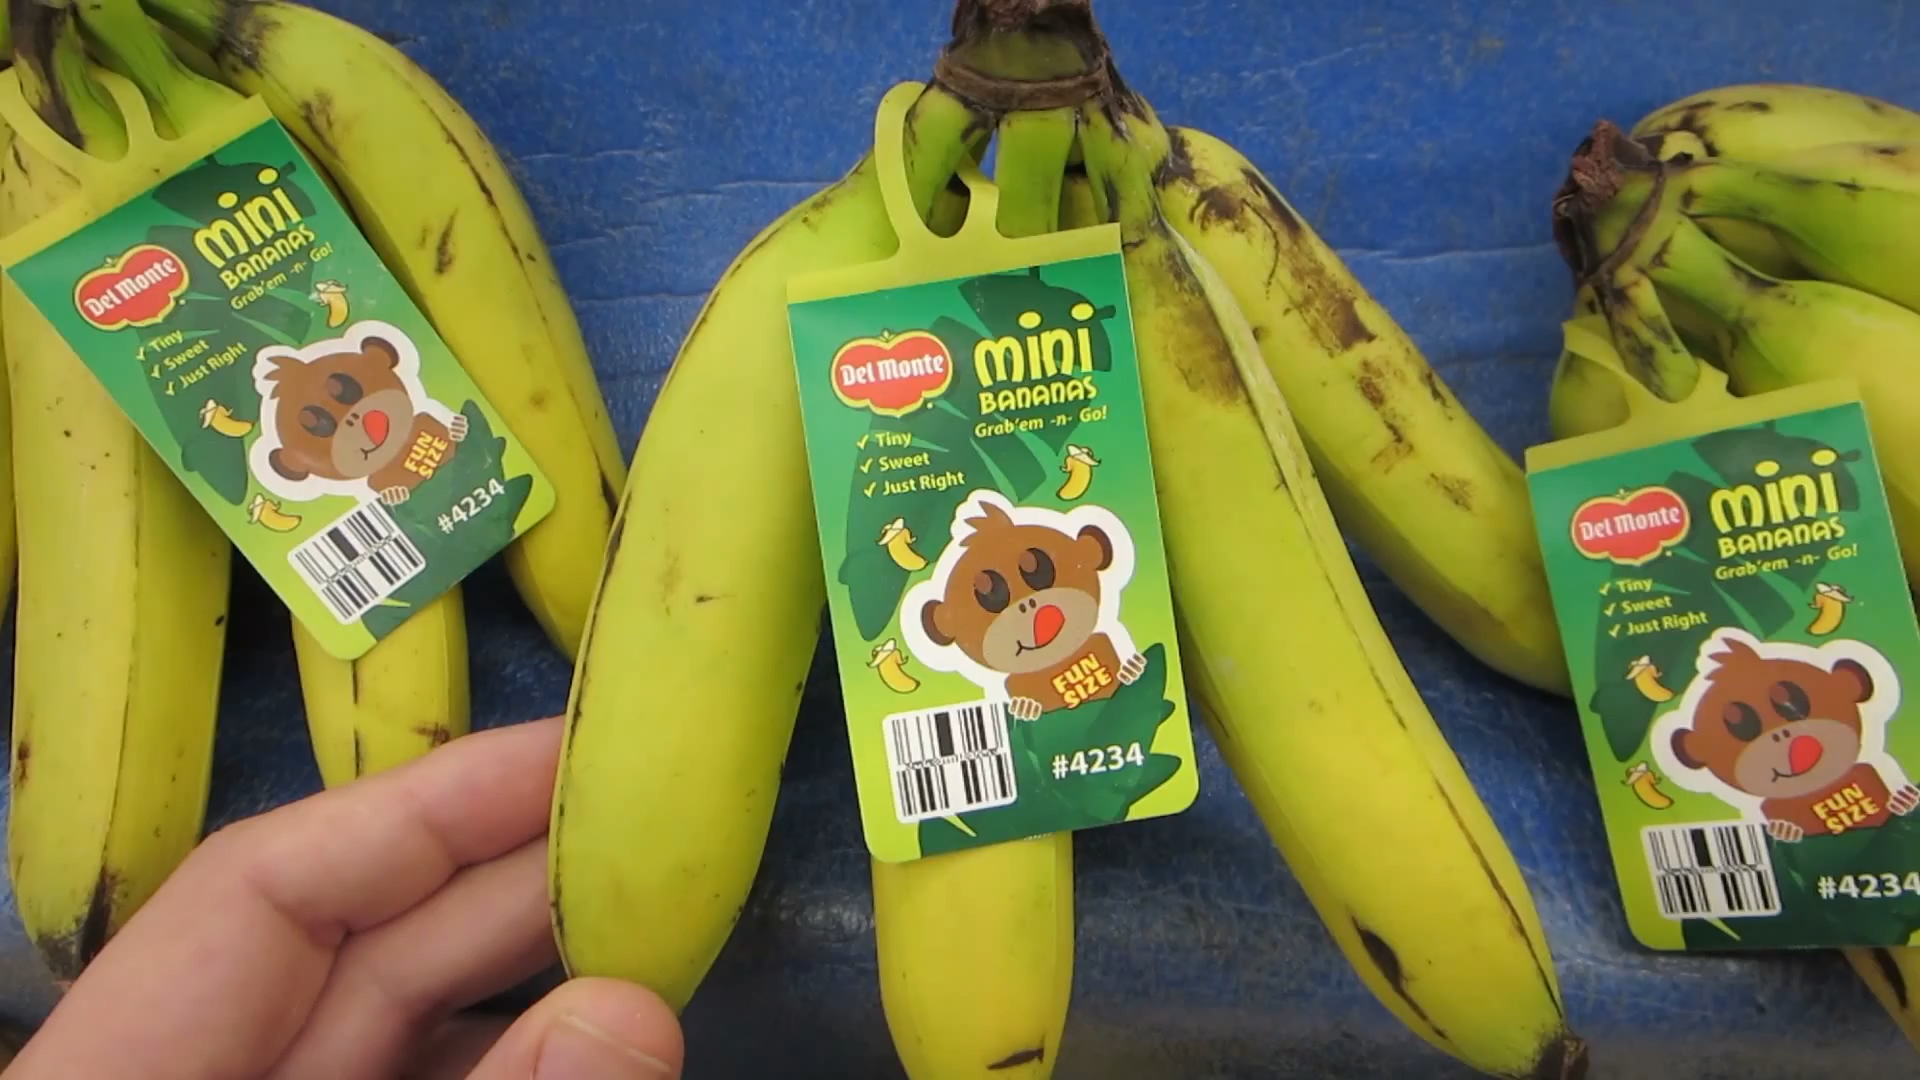 Del Monte
mini
BANANAS
Grab'em -n- Go!
✓ Tiny
✓ Sweet
✓ Just Right
FUN
SIZE
#4234
Del Monte
mini
BANANAS
Grab'em -n- Go!
✓ Tiny
✓ Sweet
✓ Just Right
FUN
SIZE
#4234
Del Monte
mini
BANANAS
Grab'em -n- Go!
✓ Tiny
✓ Sweet
✓ Just Right
FUN
SIZE
#4234